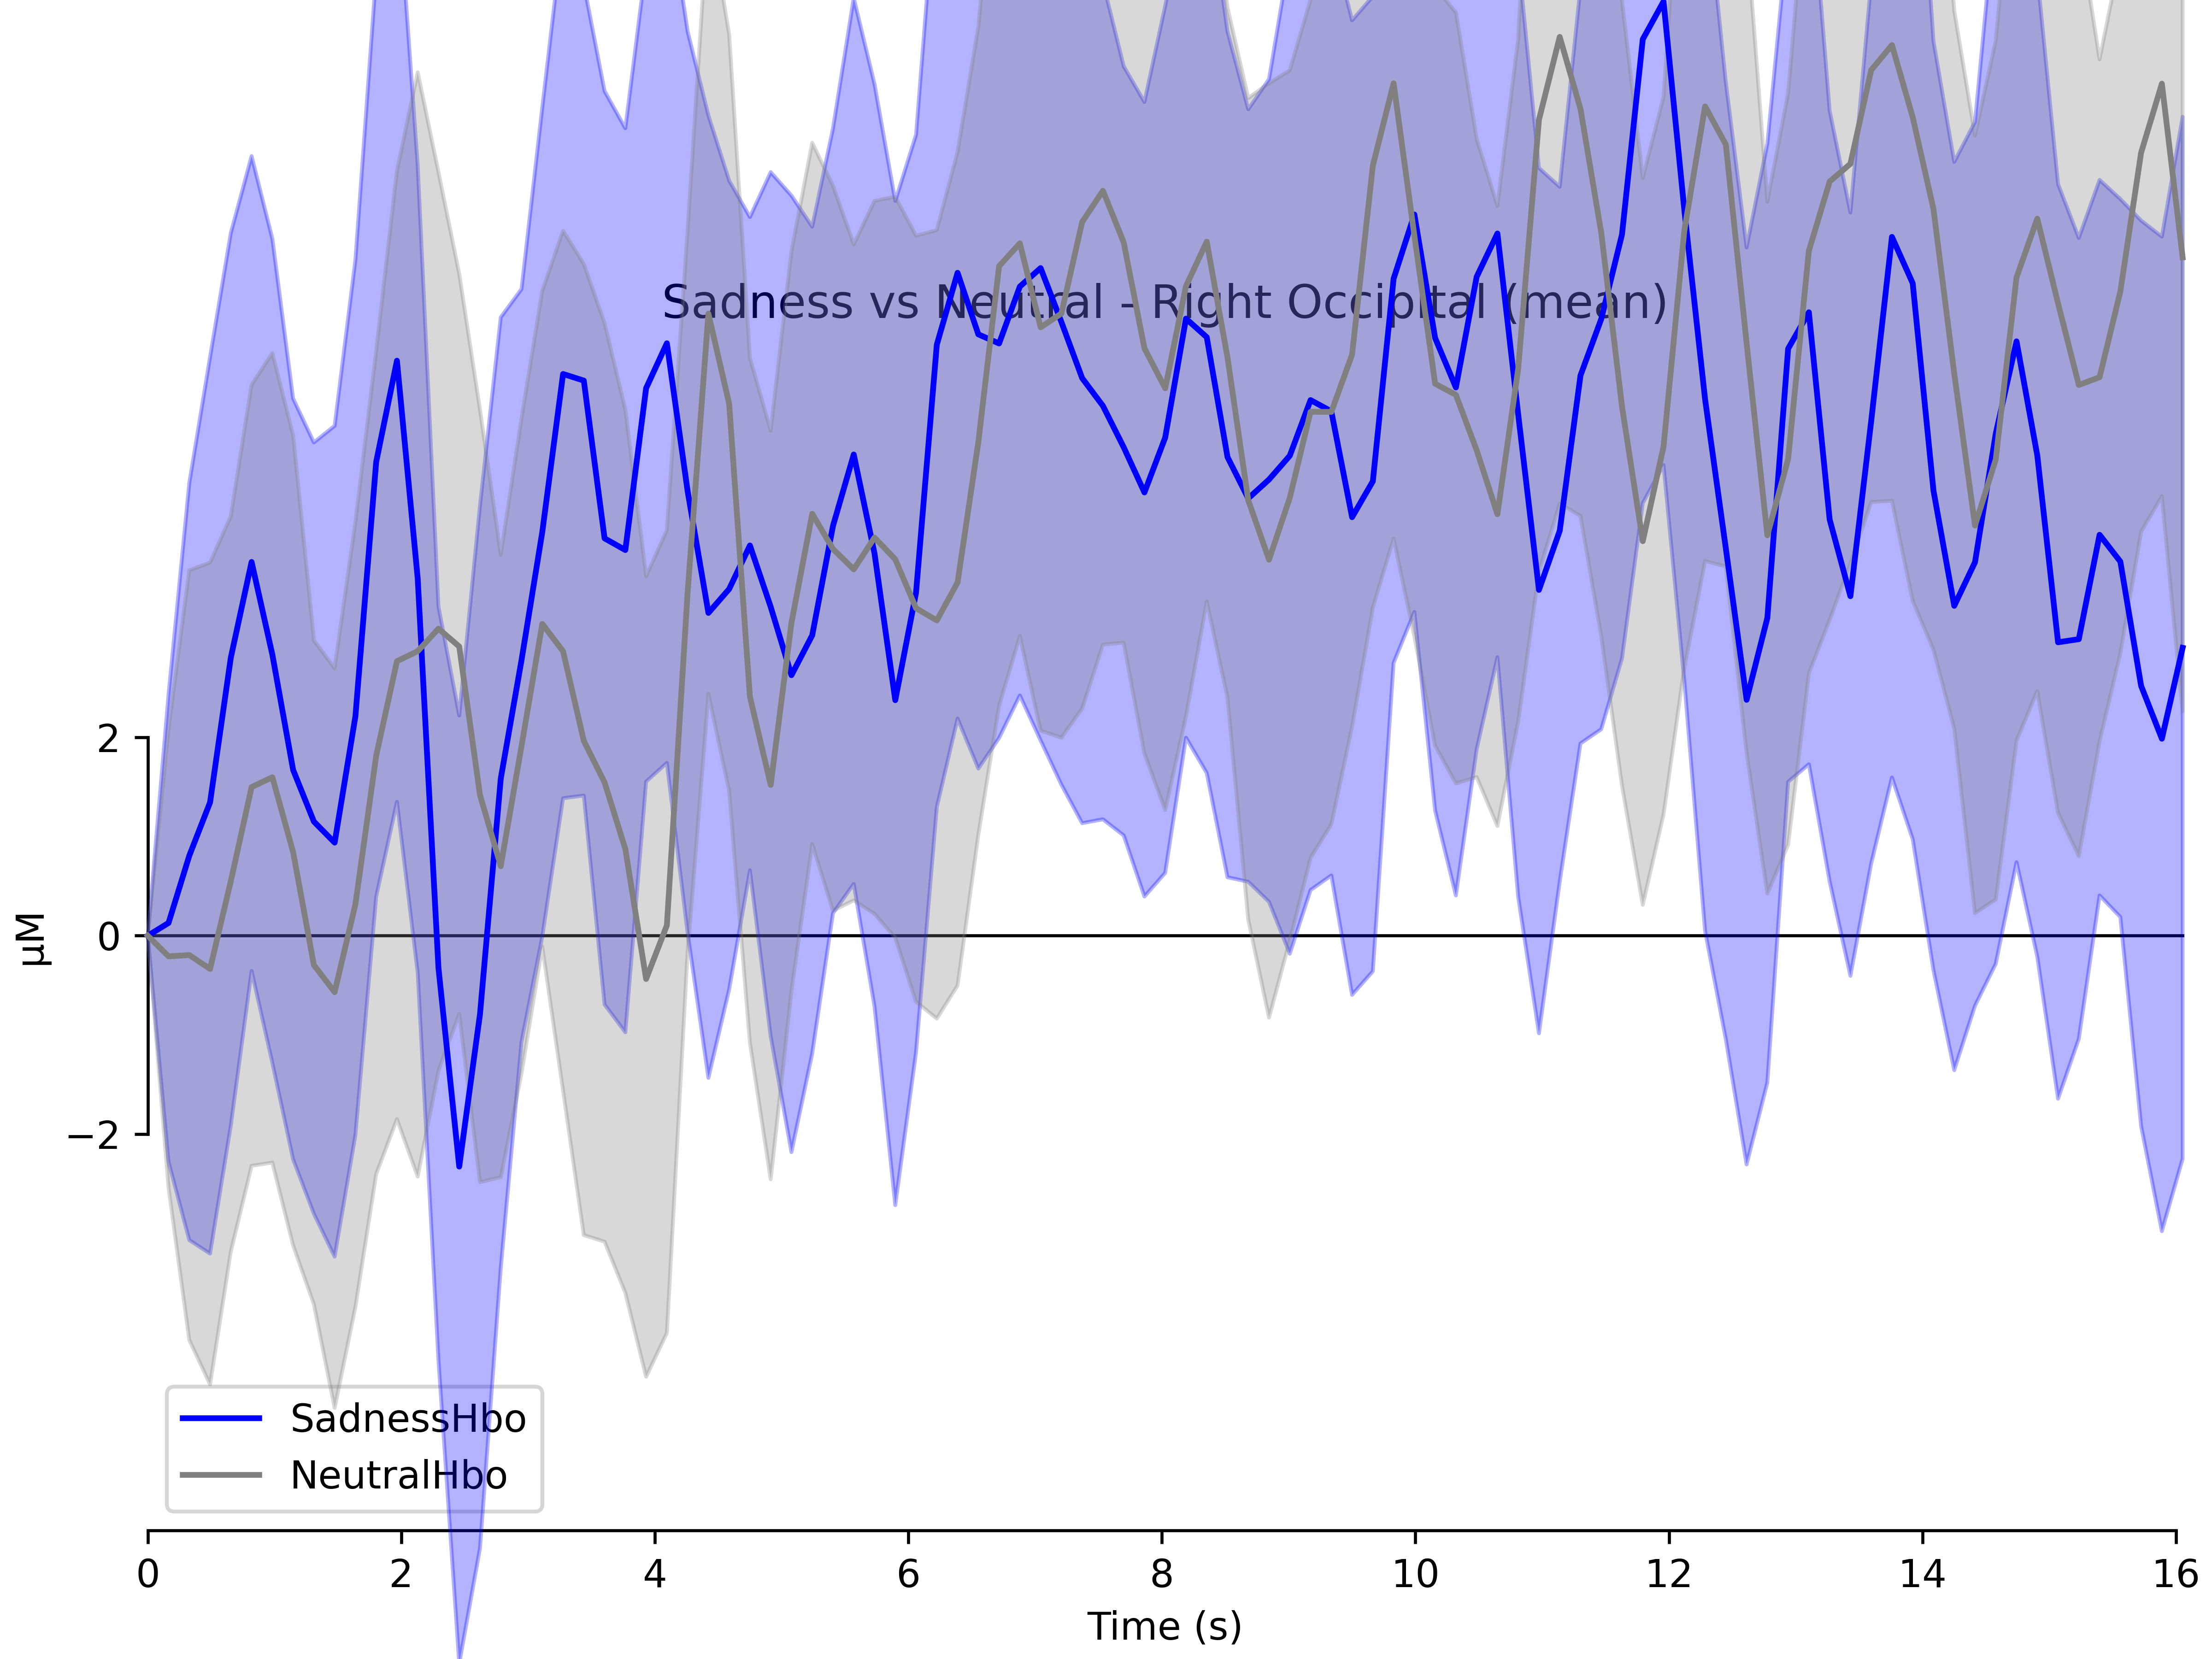 Sadness vs Neutral - Right Occipital (mean)
2
0
−2
µM
SadnessHbo
NeutralHbo
0 2 4 6 8 10 12 14 16
Time (s)